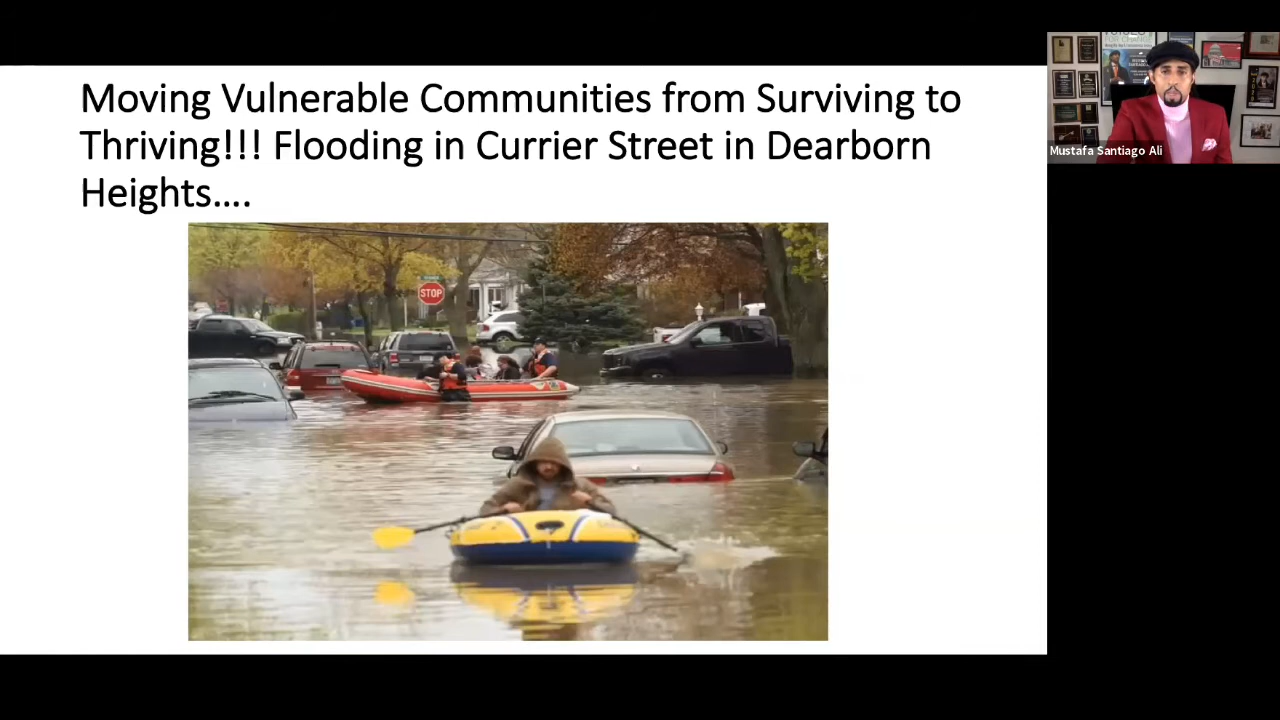 Moving Vulnerable Communities from Surviving to
Thriving!!! Flooding in Currier Street in Dearborn
Heights....
STOP
Mustafa Santiago Ali